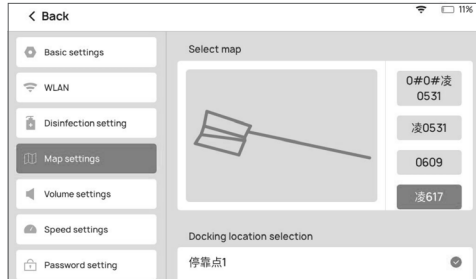 Back
11%
Basic settings
WLAN
Disinfection setting
Map settings
Volume settings
Speed settings
Password setting
Select map
0#0#凌
0531
凌0531
0609
凌617
Docking location selection
停靠点1